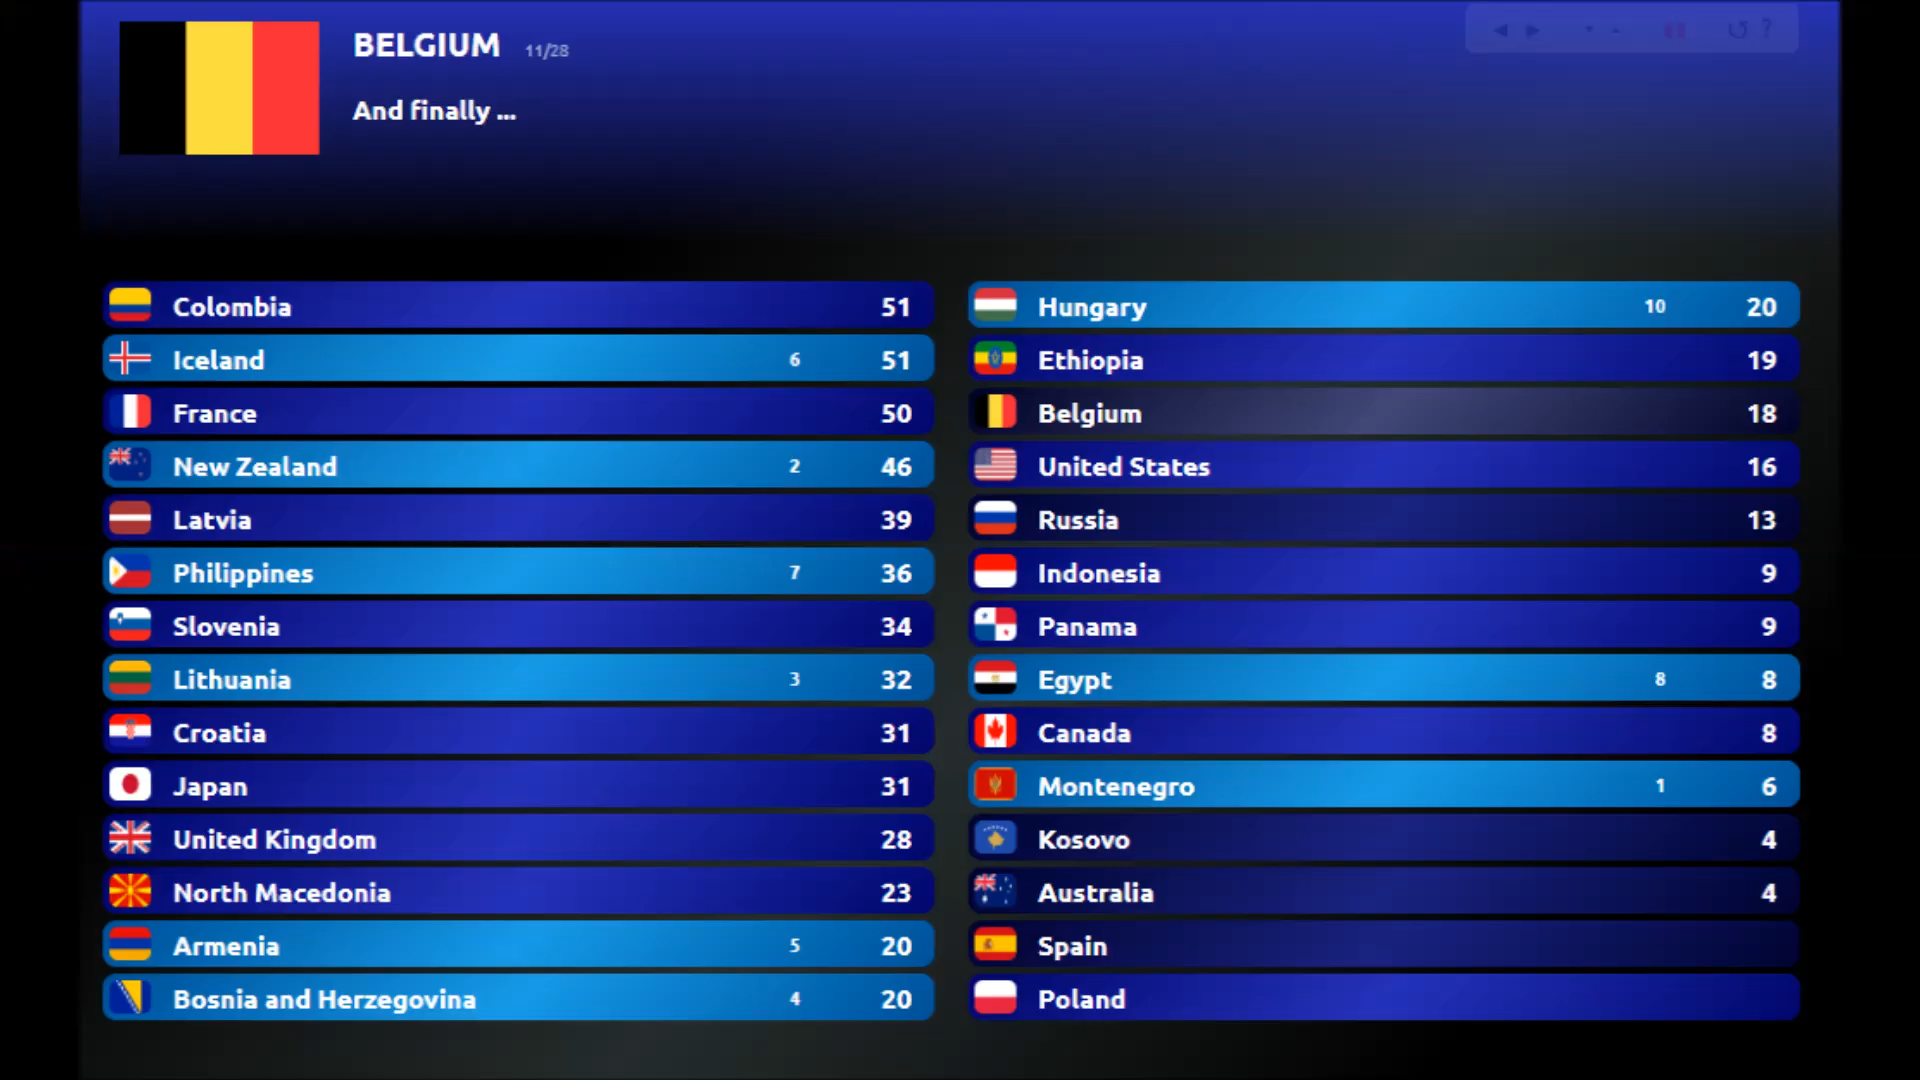 BELGIUM 11/28
And finally ...
?
Colombia 51
Iceland 6 51
France 50
New Zealand 2 46
Latvia 39
Philippines 7 36
Slovenia 34
Lithuania 3 32
Croatia 31
Japan 31
United Kingdom 28
North Macedonia 23
Armenia 5 20
Bosnia and Herzegovina 4 20
Hungary 10 20
Ethiopia 19
Belgium 18
United States 16
Russia 13
Indonesia 9
Panama 9
Egypt 8 8
Canada 8
Montenegro 1 6
Kosovo 4
Australia 4
Spain
Poland